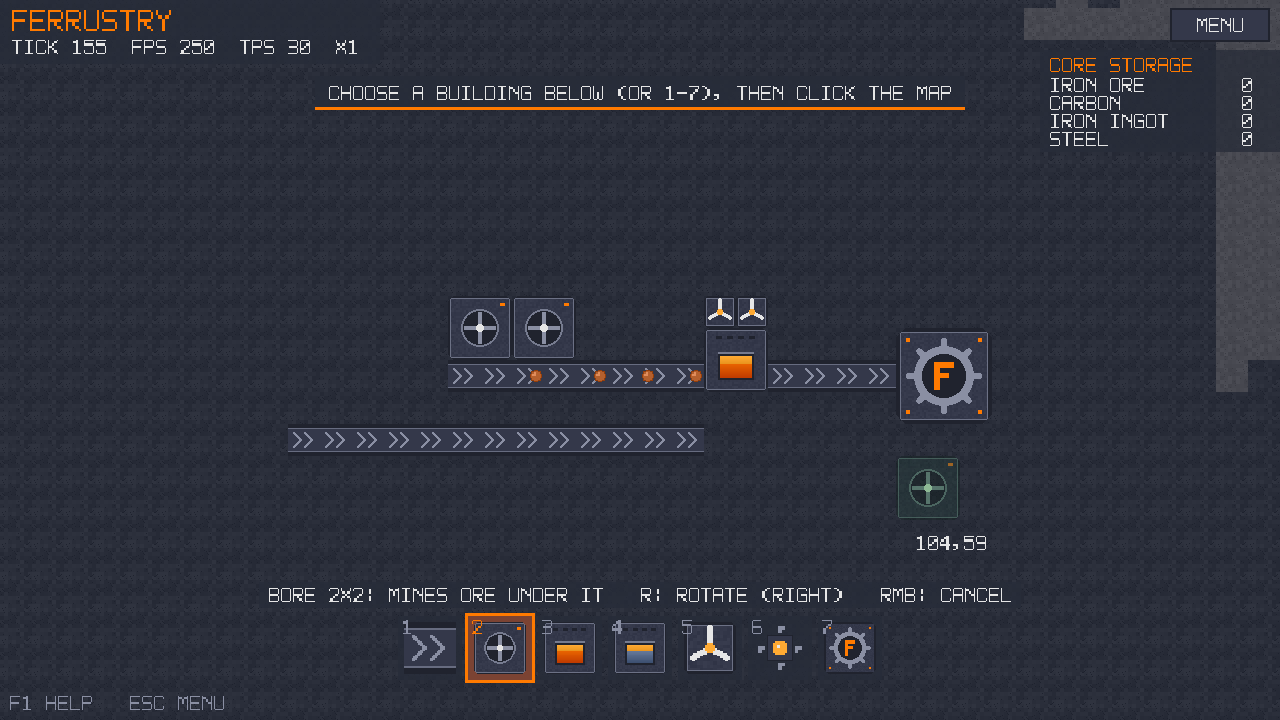 FERRUSTRY
TICK 155 FPS 250 TPS 30 X1
MENU
CHOOSE A BUILDING BELOW (OR 1-7), THEN CLICK THE MAP
CORE STORAGE
IRON ORE 0
CARBON 0
IRON INGOT 0
STEEL 0
F
104,59
BORE 2X2: MINES ORE UNDER IT R: ROTATE (RIGHT) RMB: CANCEL
1 2 3 4 5 6 7
F
F1 HELP ESC MENU